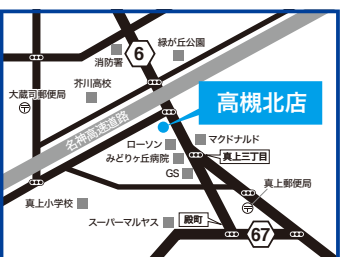 緑が丘公園
6
消防署
芥川高校
大蔵司郵便局
〒
高槻北店
名神高速道路
ローソン
マクドナルド
みどりヶ丘病院
真上三丁目
GS
真上郵便局
〒
真上小学校
スーパーマルヤス
殿町
67